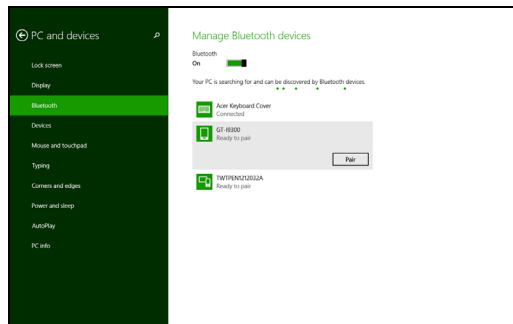 PC and devices
Lock screen
Display
Bluetooth
Devices
Mouse and touchpad
Typing
Corners and edges
Power and sleep
AutoPlay
PC info
Manage Bluetooth devices
Bluetooth
On
Your PC is searching for and can be discovered by Bluetooth devices.
Acer Keyboard Cover
Connected
GT-I9300
Ready to pair
Pair
TWTPEN1212032A
Ready to pair